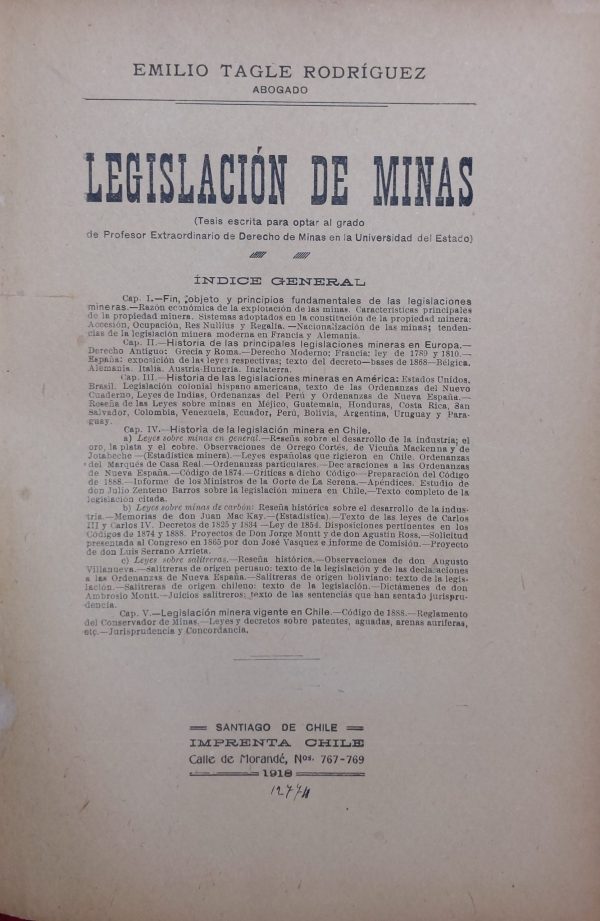 EMILIO TAGLE RODRÍGUEZ
ABOGADO
LEGISLACIÓN DE MINAS
(Tesis escrita para optar al grado
de Profesor Extraordinario de Derecho de Minas en la Universidad del Estado)
ÍNDICE GENERAL
Cap. I.—Fin, objeto y principios fundamentales de las legislaciones
mineras.—Razón económica de la explotación de las minas. Características principales
de la propiedad minera. Sistemas adoptados en la constitución de la propiedad minera:
Accesión, Ocupación, Res Nullius y Regalía.—Nacionalización de las minas; tenden-
cias de la legislación minera moderna en Francia y Alemania.
Cap. II.—Historia de las principales legislaciones mineras en Europa.—
Derecho Antiguo: Grecia y Roma.—Derecho Moderno; Francia: ley de 1789 y 1810.—
España: exposición de las leyes respectivas; texto del decreto—bases de 1868—Bélgica.
Alemania. Italia. Austria-Hungría. Inglaterra.
Cap. III.—Historia de las legislaciones mineras en América: Estados Unidos.
Brasil. Legislación colonial hispano americana, texto de las Ordenanzas del Nuevo
Cuaderno, Leyes de Indias, Ordenanzas del Perú y Ordenanzas de Nueva España.—
Reseña de las Leyes sobre minas en Méjico, Guatemala, Honduras, Costa Rica, San
Salvador, Colombia, Venezuela, Ecuador, Perú, Bolivia, Argentina, Uruguay y Para-
guay.
Cap. IV.—Historia de la legislación minera en Chile.
a) Leyes sobre minas en general.—Reseña sobre el desarrollo de la industria; el
oro, la plata y el cobre. Observaciones de Orrego Cortés, de Vicuña Mackenna y de
Jotabeche—(Estadística minera).—Leyes españolas que rigieron en Chile. Ordenanzas
del Marqués de Casa Real.—Ordenanzas particulares.—Declaraciones a las Ordenanzas
de Nueva España.—Código de 1874.—Críticas a dicho Código—Preparación del Código
de 1888.—Informe de los Ministros de la Corte de La Serena.—Apéndices. Estudio de
don Julio Zenteno Barros sobre la legislación minera en Chile.—Texto completo de la
legislación citada.
b) Leyes sobre minas de carbón: Reseña histórica sobre el desarrollo de la indus-
tria.—Memorias de don Juan Mac Kay.—(Estadística).—Texto de las leyes de Carlos
III y Carlos IV. Decretos de 1825 y 1834—Ley de 1854. Disposiciones pertinentes en los
Códigos de 1874 y 1888. Proyectos de Don Jorge Montt y de don Agustín Ross,—Solicitud
presentada al Congreso en 1865 por don José Vasquez e informe de Comisión.—Proyecto
de don Luis Serrano Arrieta.
c) Leyes sobre salitreras.—Reseña histórica.—Observaciones de don Augusto
Villanueva.—Salitreras de origen peruano: texto de la legislación y de las declaraciones
a las Ordenanzas de Nueva España.—Salitreras de origen boliviano: texto de la legis-
lación.—Salitreras de origen chileno: texto de la legislación.—Dictámenes de don
Ambrosio Montt.—Juicios salitreros; texto de las sentencias que han sentado jurispru-
dencia.
Cap. V.—Legislación minera vigente en Chile.—Código de 1888.—Reglamento
del Conservador de Minas.—Leyes y decretos sobre patentes, aguadas, arenas auríferas,
etc.—Jurisprudencia y Concordancia.
SANTIAGO DE CHILE
IMPRENTA CHILE
Calle de Morandé, Nos. 767-769
1918